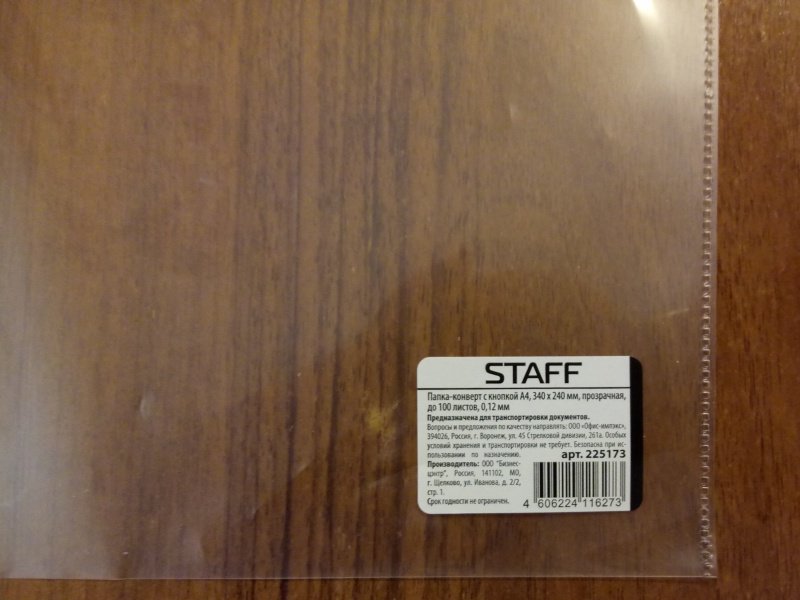 STAFF
Папка-конверт с кнопкой А4, 340 х 240 мм, прозрачная,
до 100 листов, 0,12 мм
Предназначена для транспортировки документов.
Вопросы и предложения по качеству направлять: ООО «Офис-импэкс»,
394026, Россия, г. Воронеж, ул. 45 Стрелковой дивизии, 261а. Особых
условий хранения и транспортировки не требует. Безопасна при ис-
пользовании по назначению. арт. 225173
Производитель: ООО "Бизнес-
центр", Россия, 141102, МО,
г. Щелково, ул. Иванова, д. 2/2,
стр. 1.
Срок годности не ограничен.
4 606224 116273